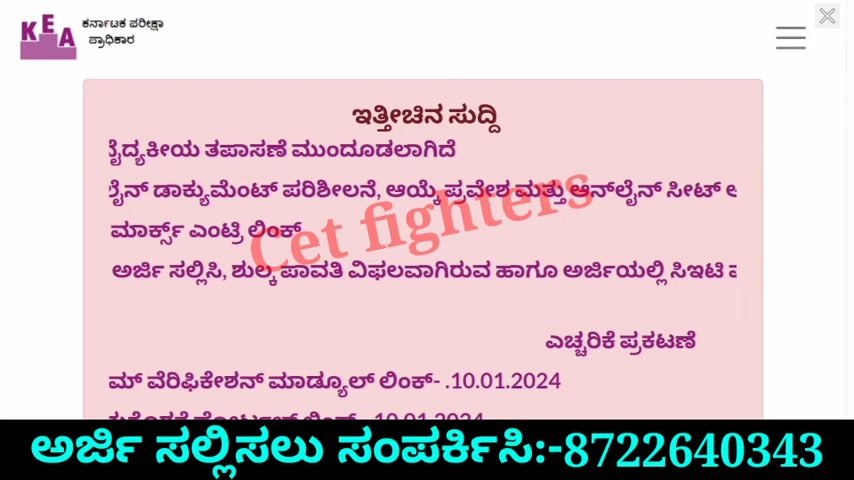 KEA ಕರ್ನಾಟಕ ಪರೀಕ್ಷಾ
ಪ್ರಾಧಿಕಾರ
ಇತ್ತೀಚಿನ ಸುದ್ದಿ
ವೈದ್ಯಕೀಯ ತಪಾಸಣೆ ಮುಂದೂಡಲಾಗಿದೆ
ಡಾಕ್ಯುಮೆಂಟ್ ಪರಿಶೀಲನೆ, ಆಯ್ಕೆ ಪ್ರವೇಶ ಮತ್ತು ಆನ್‌ಲೈನ್ ಸೀಟ್
ಮಾರ್ಕ್ಸ್ ಎಂಟ್ರಿ ಲಿಂಕ್
Cet fighters
ಅರ್ಜಿ ಸಲ್ಲಿಸಿ, ಶುಲ್ಕ ಪಾವತಿ ವಿಫಲವಾಗಿರುವ ಹಾಗೂ ಅರ್ಜಿಯಲ್ಲಿ ಸಿಇಟಿ
ಎಚ್ಚರಿಕೆ ಪ್ರಕಟಣೆ
ವೆರಿಫಿಕೇಶನ್ ಮಾಡ್ಯೂಲ್ ಲಿಂಕ್- .10.01.2024
ಅರ್ಜಿ ಸಲ್ಲಿಸಲು ಸಂಪರ್ಕಿಸಿ:-8722640343